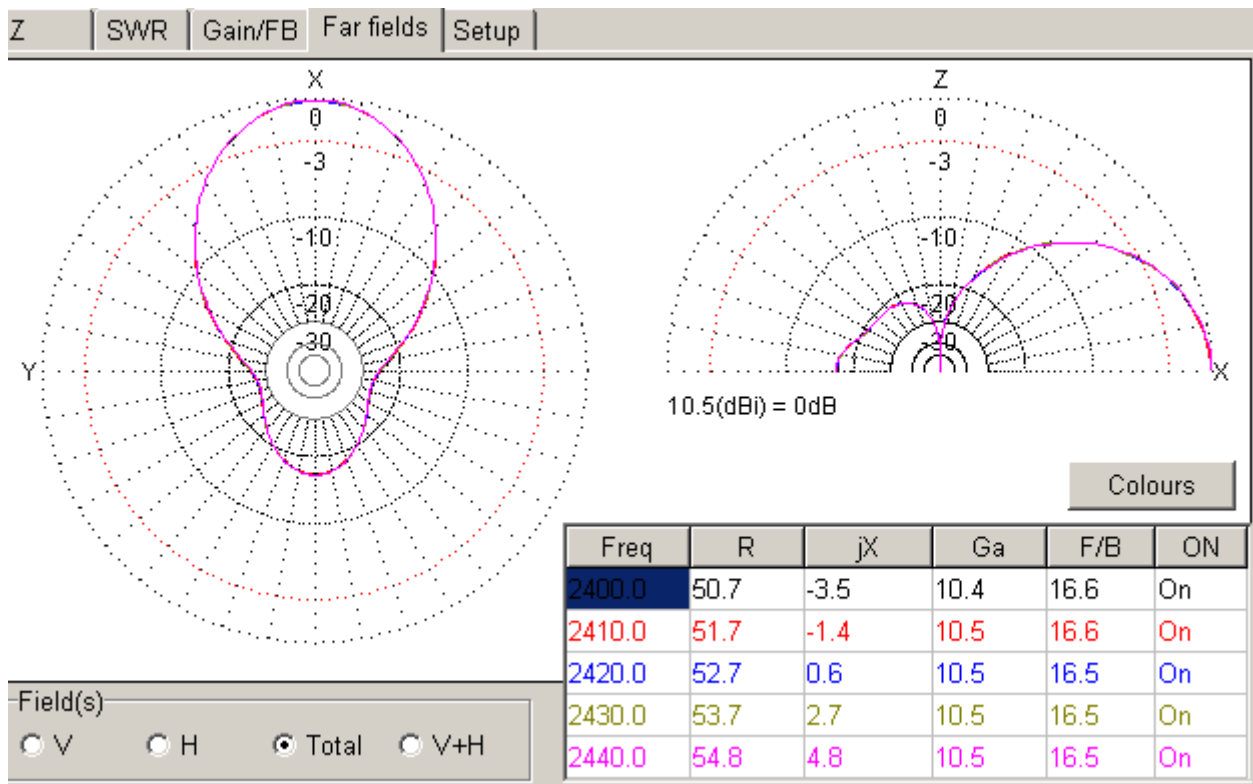 Z SWR Gain/FB Far fields Setup
X
0
-3
-10
-20
-30
Y
Z
0
-3
-10
-20
X
10.5(dBi) = 0dB
Colours
Freq R jX Ga F/B ON
2400.0 50.7 -3.5 10.4 16.6 On
2410.0 51.7 -1.4 10.5 16.6 On
2420.0 52.7 0.6 10.5 16.5 On
2430.0 53.7 2.7 10.5 16.5 On
2440.0 54.8 4.8 10.5 16.5 On
Field(s)
V H Total V+H